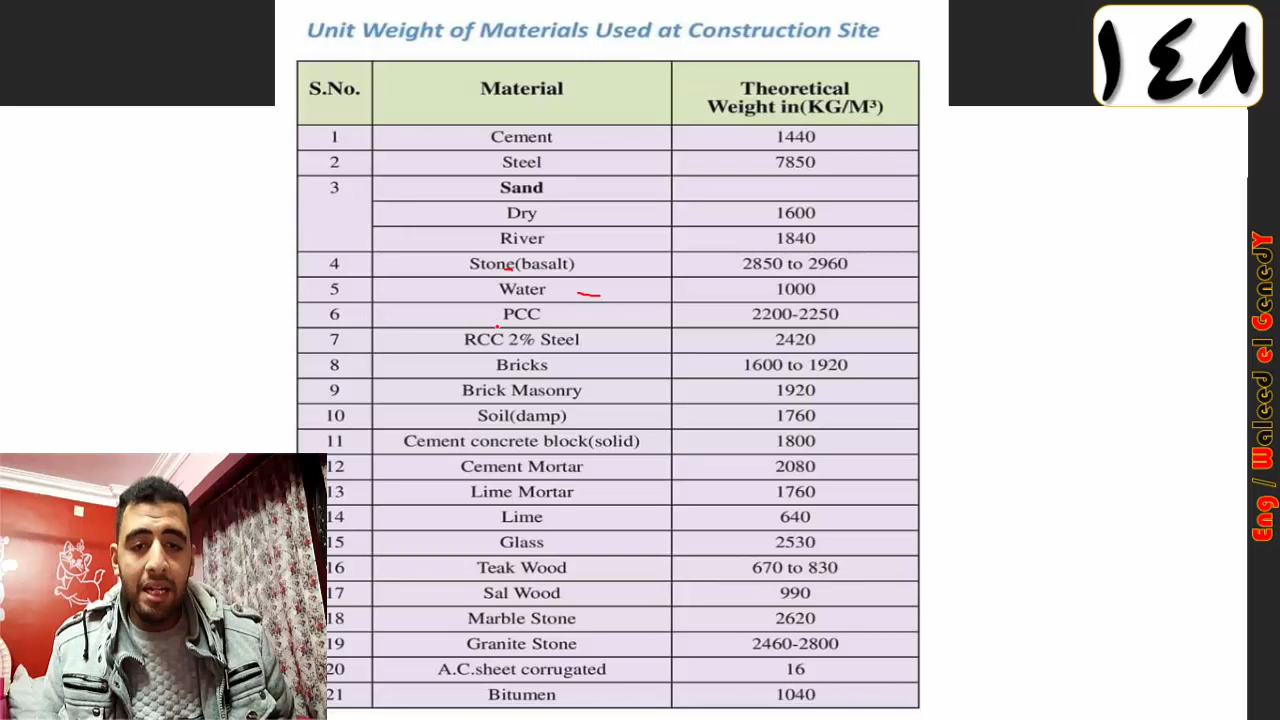 Unit Weight of Materials Used at Construction Site
١٤٨
S.No. Material Theoretical Weight in(KG/M³)
1 Cement 1440
2 Steel 7850
3 Sand
Dry 1600
River 1840
4 Stone(basalt) 2850 to 2960
5 Water 1000
6 PCC 2200-2250
7 RCC 2% Steel 2420
8 Bricks 1600 to 1920
9 Brick Masonry 1920
10 Soil(damp) 1760
11 Cement concrete block(solid) 1800
12 Cement Mortar 2080
13 Lime Mortar 1760
14 Lime 640
15 Glass 2530
16 Teak Wood 670 to 830
17 Sal Wood 990
18 Marble Stone 2620
19 Granite Stone 2460-2800
20 A.C.sheet corrugated 16
21 Bitumen 1040
Eng / Waleed el GenedY